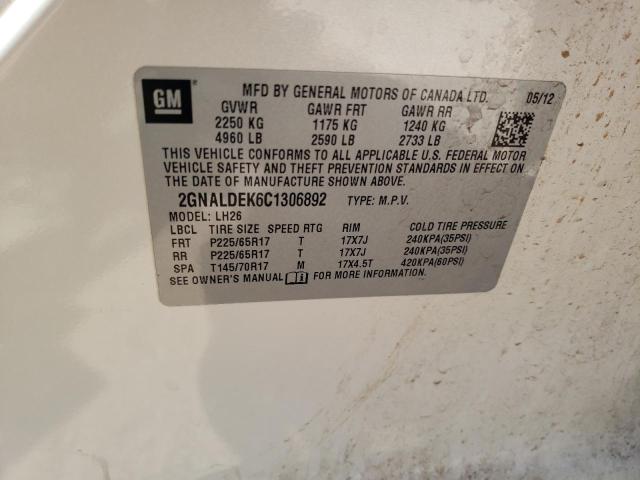 GM
MFD BY GENERAL MOTORS OF CANADA LTD. 05/12
GVWR GAWR FRT GAWR RR
2250 KG 1175 KG 1240 KG
4960 LB 2590 LB 2733 LB
THIS VEHICLE CONFORMS TO ALL APPLICABLE U.S. FEDERAL MOTOR
VEHICLE SAFETY AND THEFT PREVENTION STANDARDS IN EFFECT ON
THE DATE OF MANUFACTURE SHOWN ABOVE.
2GNALDEK6C1306892 TYPE: M.P.V.
MODEL: LH26
LBCL TIRE SIZE SPEED RTG RIM COLD TIRE PRESSURE
FRT P225/65R17 T 17X7J 240KPA(35PSI)
RR P225/65R17 T 17X7J 240KPA(35PSI)
SPA T145/70R17 M 17X4.5T 420KPA(60PSI)
SEE OWNER'S MANUAL FOR MORE INFORMATION.